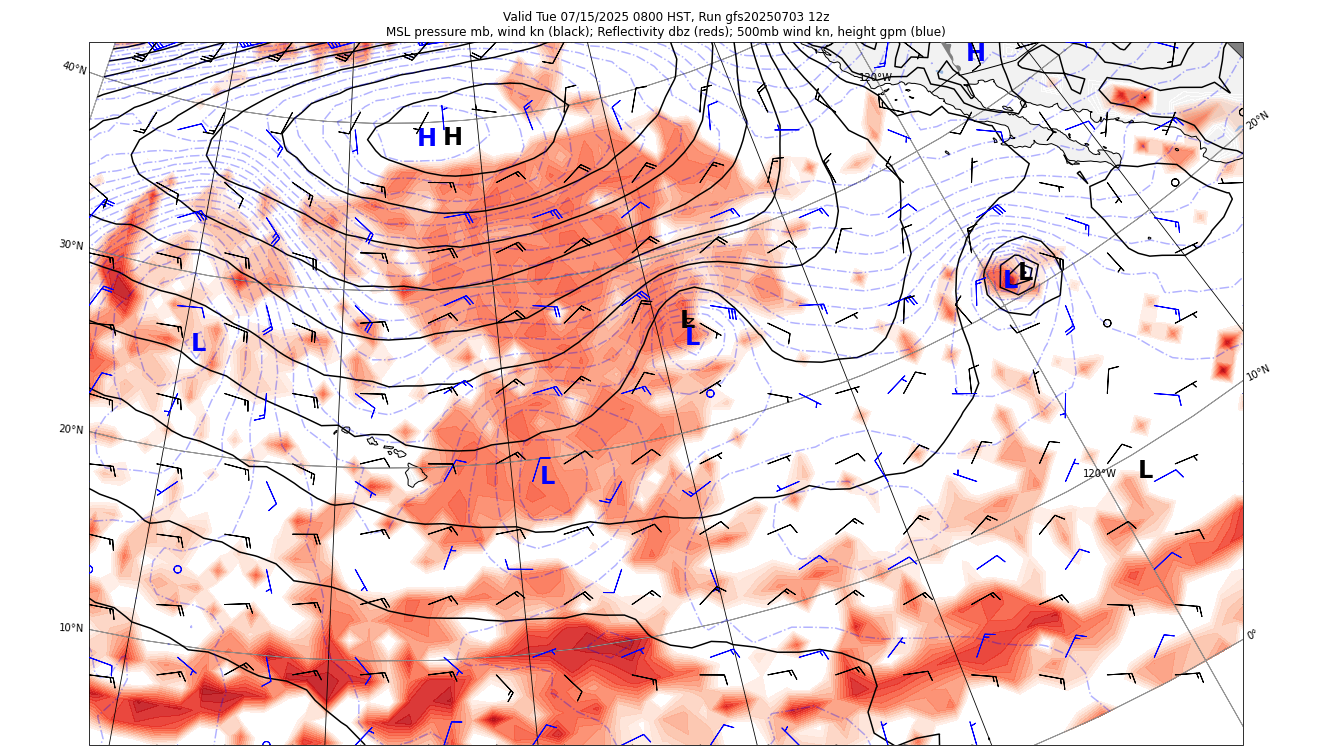 Valid Tue 07/15/2025 0800 HST, Run gfs20250703 12z
MSL pressure mb, wind kn (black); Reflectivity dbz (reds); 500mb wind kn, height gpm (blue)
H
40°N
120°W
20°N
H H
30°N
L L
L
L
L
10°N
20°N
L
120°W
L
10°N
0°